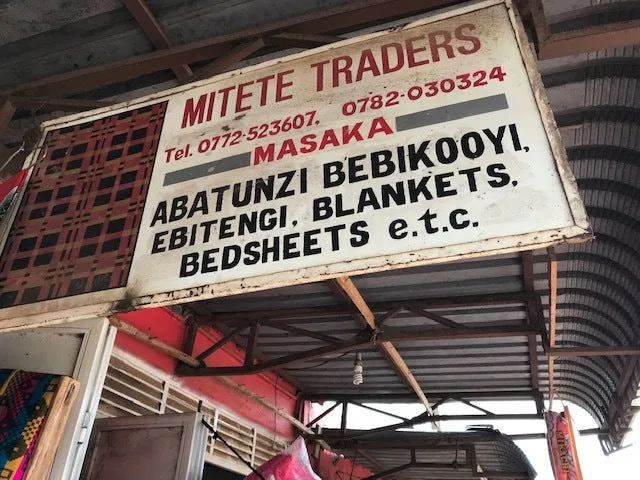 MITETE TRADERS
Tel. 0772-523607, 0782-030324
MASAKA
ABATUNZI BEBIKOOYI,
EBITENGI, BLANKETS,
BEDSHEETS e.t.c.